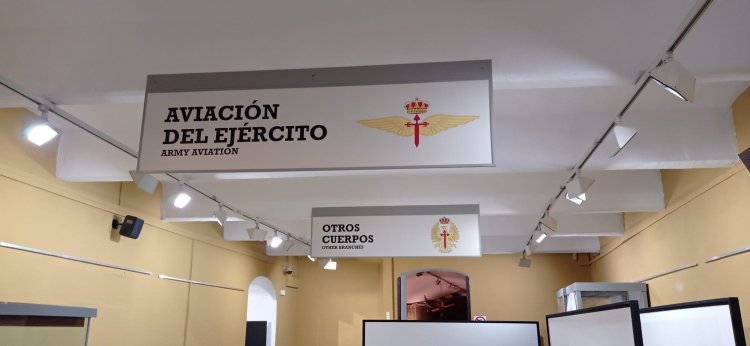 AVIACIÓN
DEL EJÉRCITO
ARMY AVIATION
OTROS
CUERPOS
OTHER BRANCHES